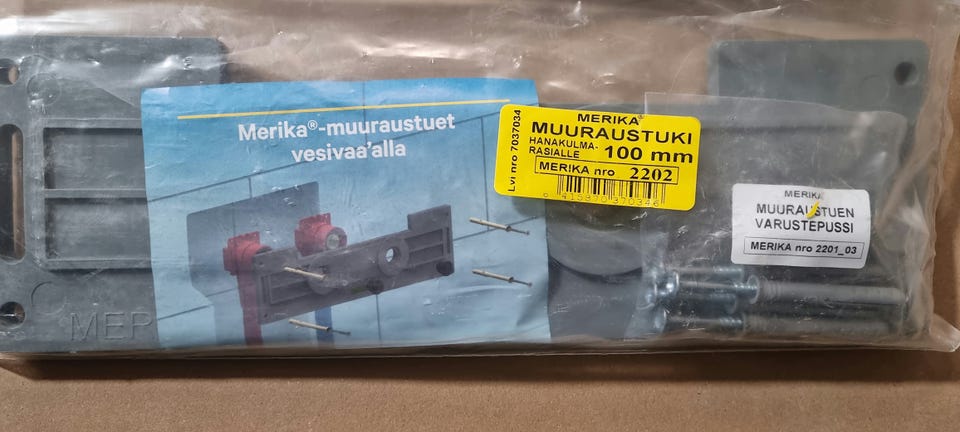 Merika®-muuraustuet
vesivaa'alla
Lvi nro 7037034
MERIKA®
MUURAUSTUKI
HANAKULMA-
RASIALLE 100 mm
MERIKA nro 2202
MERIKA
MUURAUSTUEN
VARUSTEPUSSI
MERIKA nro 2201_03
MER